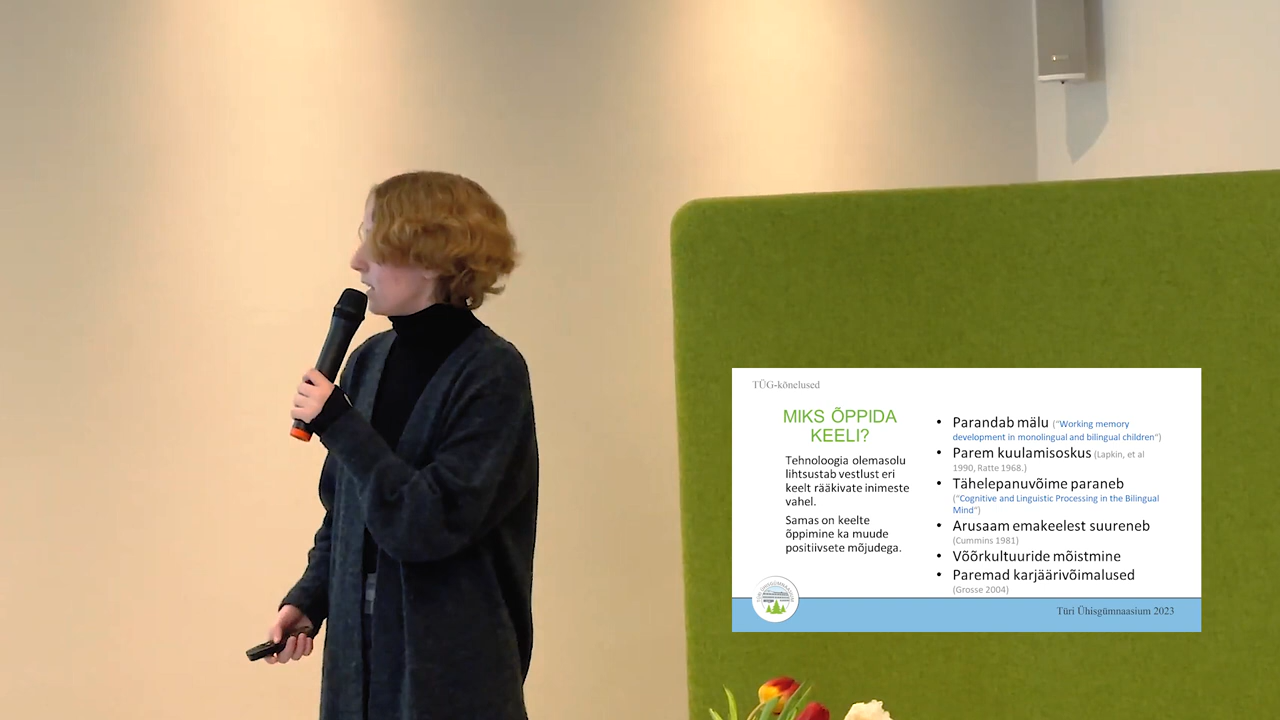 TÜG-kõnelused
MIKS ÕPPIDA
KEELI?
Tehnoloogia olemasolu
lihtsustab vestlust eri
keelt rääkivate inimeste
vahel.
Samas on keelte
õppimine ka muude
positiivsete mõjudega.
• Parandab mälu (“Working memory
development in monolingual and bilingual children”)
• Parem kuulamisoskus (Lapkin, et al
1990, Ratte 1968.)
• Tähelepanuvõime paraneb
(“Cognitive and Linguistic Processing in the Bilingual
Mind”)
• Arusaam emakeelest suureneb
(Cummins 1981)
• Võõrkultuuride mõistmine
• Paremad karjäärivõimalused
(Grosse 2004)
Türi Ühisgümnaasium 2023